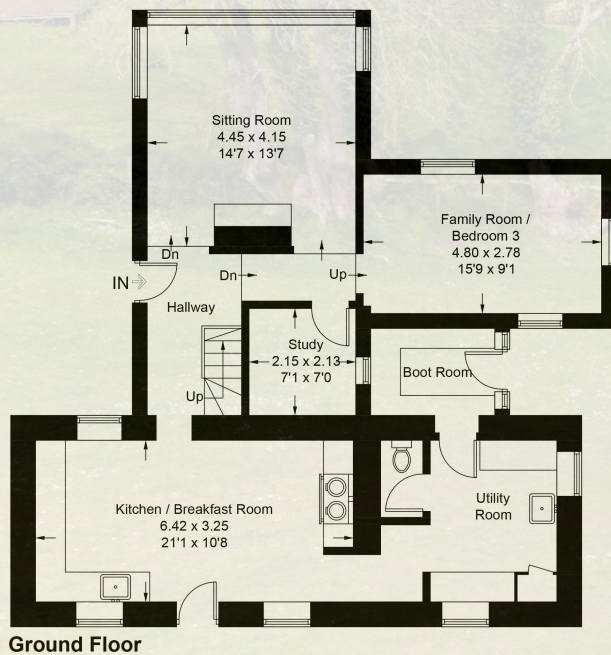 Sitting Room
4.45 x 4.15
14'7 x 13'7
Family Room /
Bedroom 3
4.80 x 2.78
15'9 x 9'1
Dn
IN
Dn
Up
Hallway
Study
2.15 x 2.13
7'1 x 7'0
Boot Room
Up
Kitchen / Breakfast Room
6.42 x 3.25
21'1 x 10'8
Utility
Room
Ground Floor